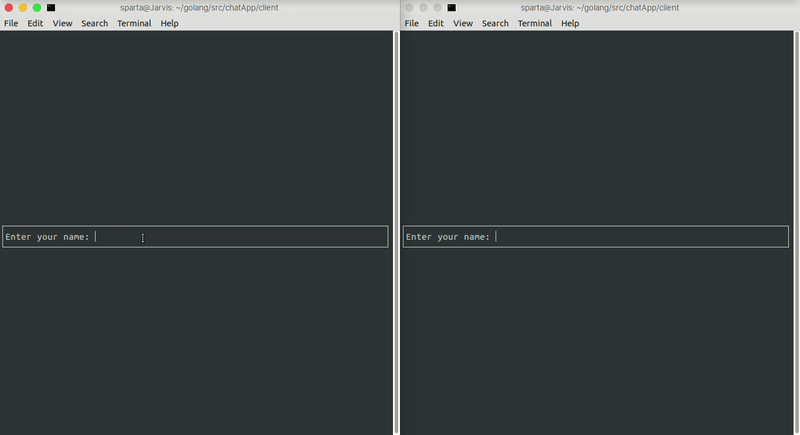 sparta@Jarvis: ~/golang/src/chatApp/client
File Edit View Search Terminal Help
Enter your name:
sparta@Jarvis: ~/golang/src/chatApp/client
File Edit View Search Terminal Help
Enter your name: